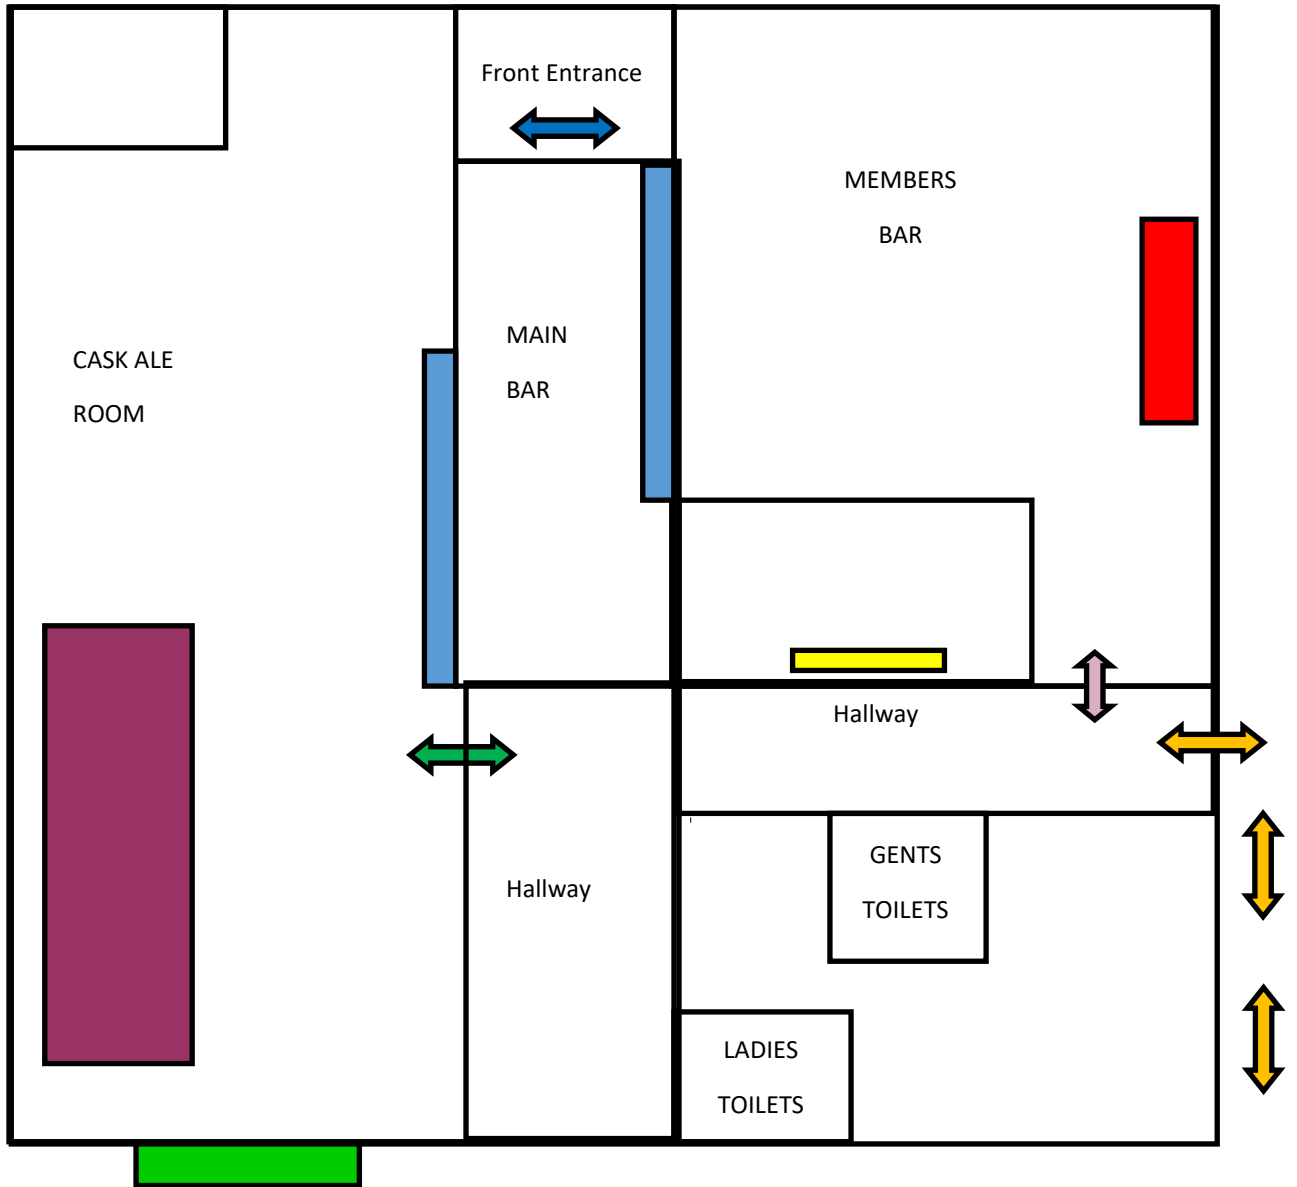 Front Entrance
MEMBERS
BAR
MAIN
BAR
CASK ALE
ROOM
Hallway
Hallway
GENTS
TOILETS
LADIES
TOILETS